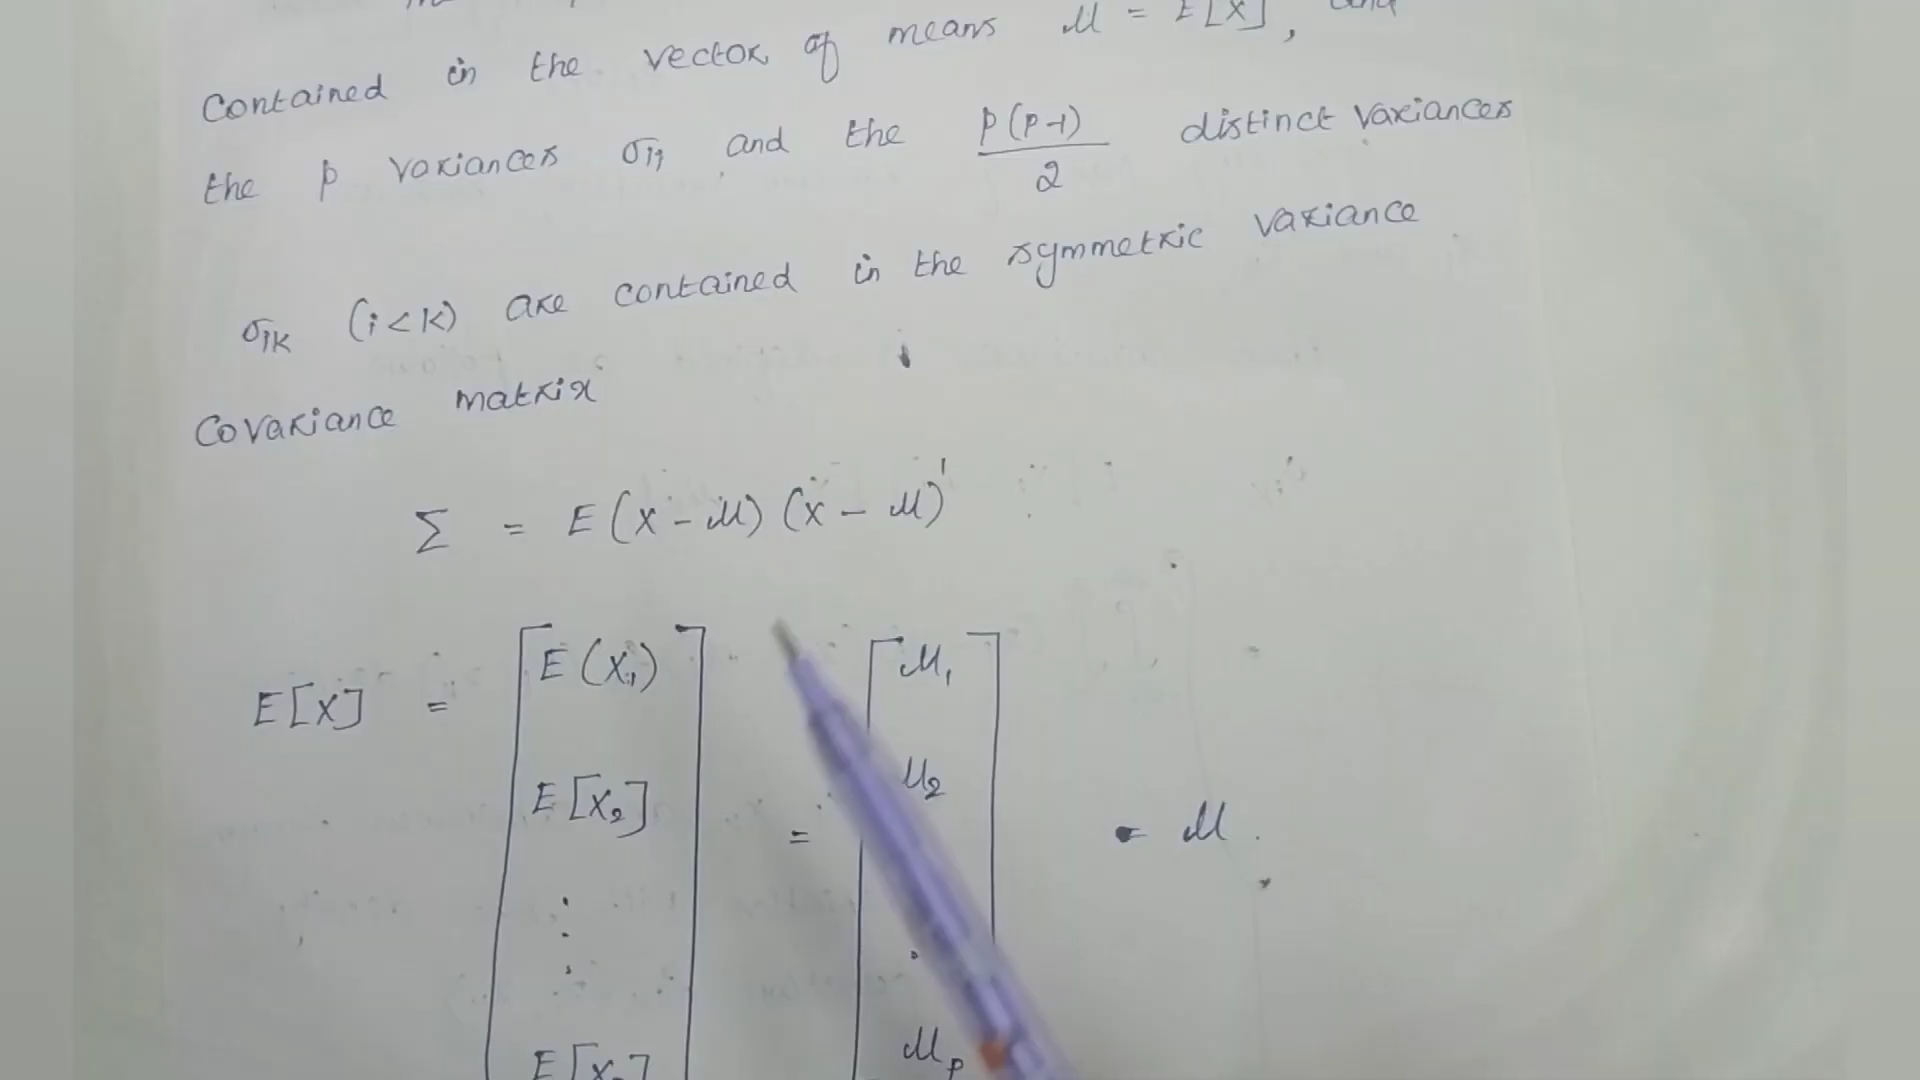 Contained in the vector of means μ = E[X], and
the p variances σii, and the p(p-1)/2 distinct variances
σik (i<k) are contained in the symmetric variance
Covariance matrix
Σ = E(X-μ)(X-μ)'
E[X] = [E(X1) = [μ1
E[X2] = μ2 = μ.
⋮
μp